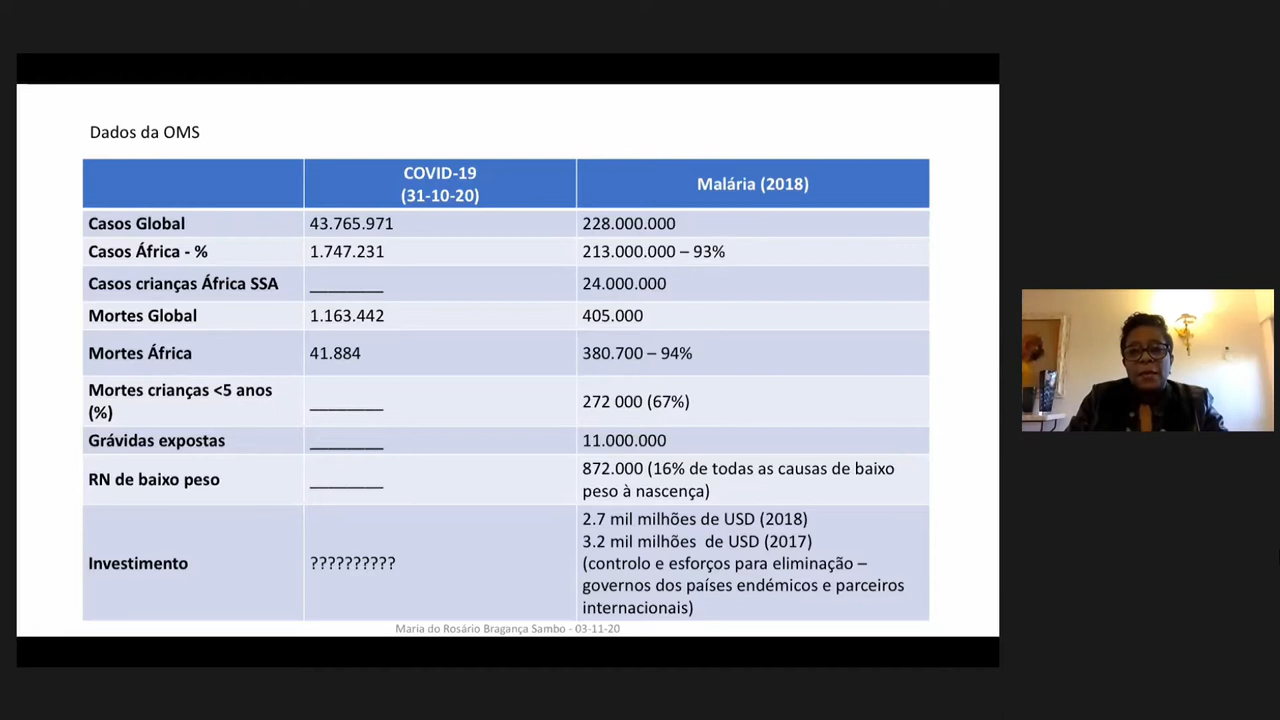 Dados da OMS
COVID-19
(31-10-20)
Malária (2018)
Casos Global
43.765.971
228.000.000
Casos África - %
1.747.231
213.000.000 – 93%
Casos crianças África SSA
________
24.000.000
Mortes Global
1.163.442
405.000
Mortes África
41.884
380.700 – 94%
Mortes crianças <5 anos
(%)
________
272 000 (67%)
Grávidas expostas
________
11.000.000
RN de baixo peso
________
872.000 (16% de todas as causas de baixo
peso à nascença)
Investimento
??????????
2.7 mil milhões de USD (2018)
3.2 mil milhões  de USD (2017)
(controlo e esforços para eliminação –
governos dos países endémicos e parceiros
internacionais)
Maria do Rosário Bragança Sambo - 03-11-20